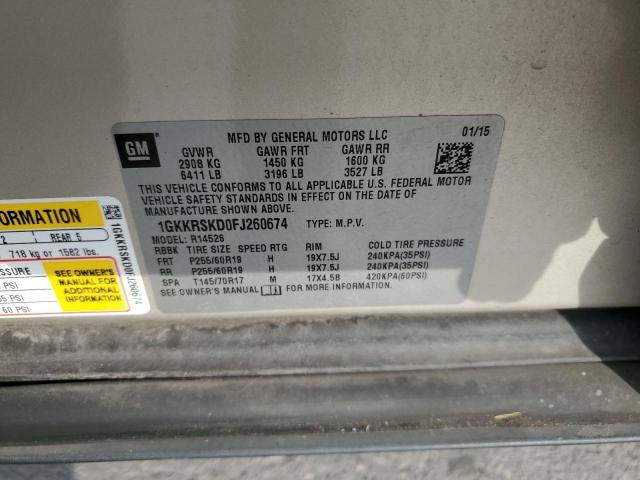 GM
MFD BY GENERAL MOTORS LLC
01/15
GVWR GAWR FRT GAWR RR
2908 KG 1450 KG 1600 KG
6411 LB 3196 LB 3527 LB
THIS VEHICLE CONFORMS TO ALL APPLICABLE U.S. FEDERAL MOTOR
VEHICLE SAFETY STANDARDS IN EFFECT ON THE DATE OF
MANUFACTURE SHOWN ABOVE.
1GKKRSKD0FJ260674 TYPE: M.P.V.
MODEL: R14526
RBBK TIRE SIZE SPEED RTG RIM COLD TIRE PRESSURE
FRT P255/60R19 H 19X7.5J 240KPA(35PSI)
RR P255/60R19 H 19X7.5J 240KPA(35PSI)
SPA T145/70R17 M 17X4.5B 420KPA(60PSI)
SEE OWNER'S MANUAL FOR MORE INFORMATION.
FORMATION
2 REAR 5
718 kg or 1582 lbs.
SEE OWNER'S
MANUAL FOR
ADDITIONAL
INFORMATION
PSI
35 PSI
60 PSI
1GKKRSKD0FJ260674